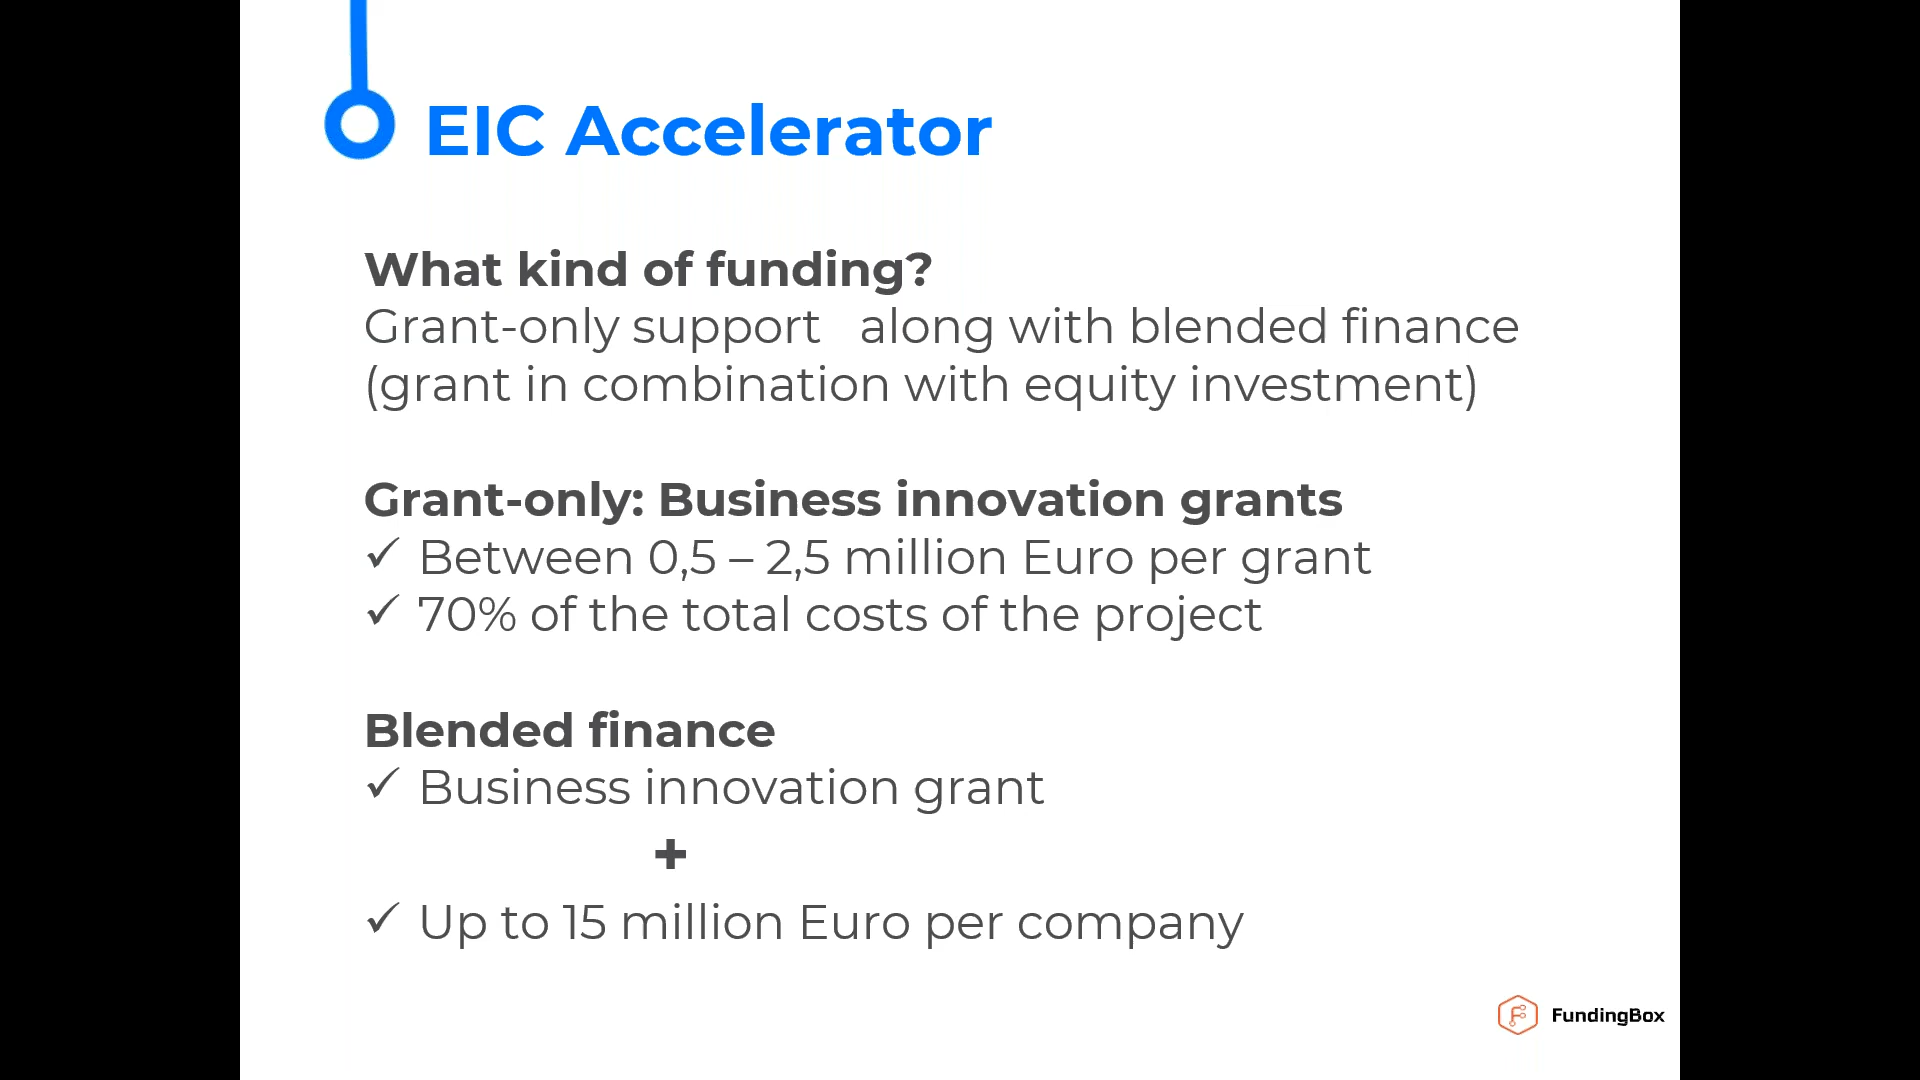 EIC Accelerator
What kind of funding?
Grant-only support   along with blended finance
(grant in combination with equity investment)
Grant-only: Business innovation grants
✓ Between 0,5 – 2,5 million Euro per grant
✓ 70% of the total costs of the project
Blended finance
✓ Business innovation grant
+
✓ Up to 15 million Euro per company
FundingBox